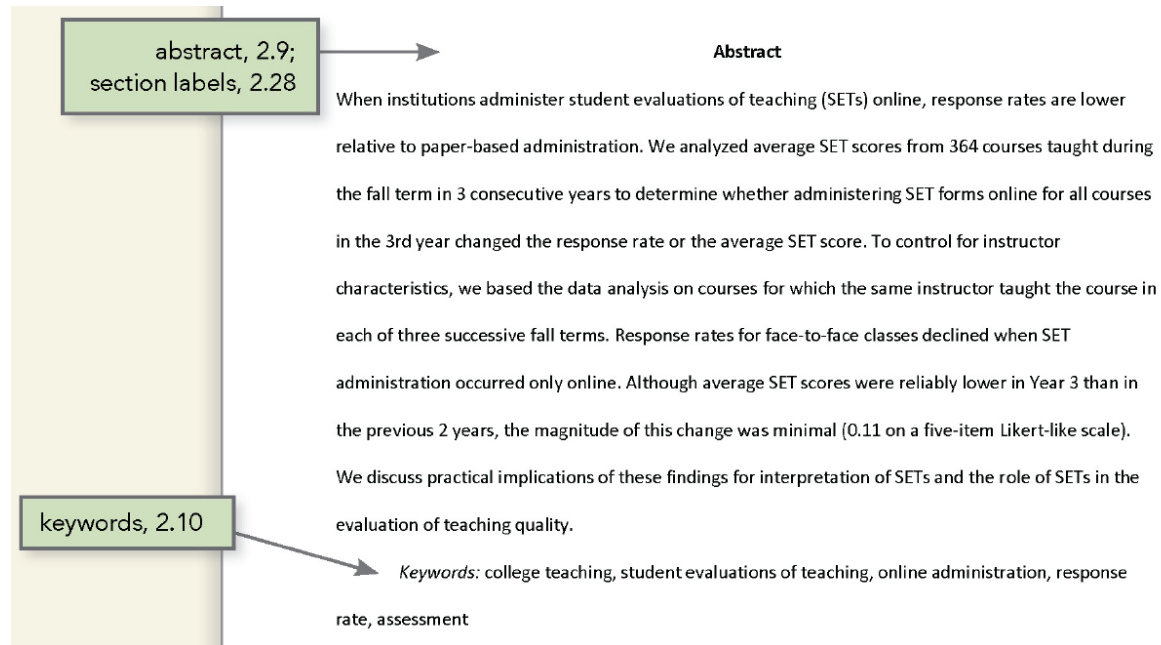 abstract, 2.9;
section labels, 2.28
Abstract
When institutions administer student evaluations of teaching (SETs) online, response rates are lower
relative to paper-based administration. We analyzed average SET scores from 364 courses taught during
the fall term in 3 consecutive years to determine whether administering SET forms online for all courses
in the 3rd year changed the response rate or the average SET score. To control for instructor
characteristics, we based the data analysis on courses for which the same instructor taught the course in
each of three successive fall terms. Response rates for face-to-face classes declined when SET
administration occurred only online. Although average SET scores were reliably lower in Year 3 than in
the previous 2 years, the magnitude of this change was minimal (0.11 on a five-item Likert-like scale).
We discuss practical implications of these findings for interpretation of SETs and the role of SETs in the
evaluation of teaching quality.
keywords, 2.10
Keywords: college teaching, student evaluations of teaching, online administration, response
rate, assessment